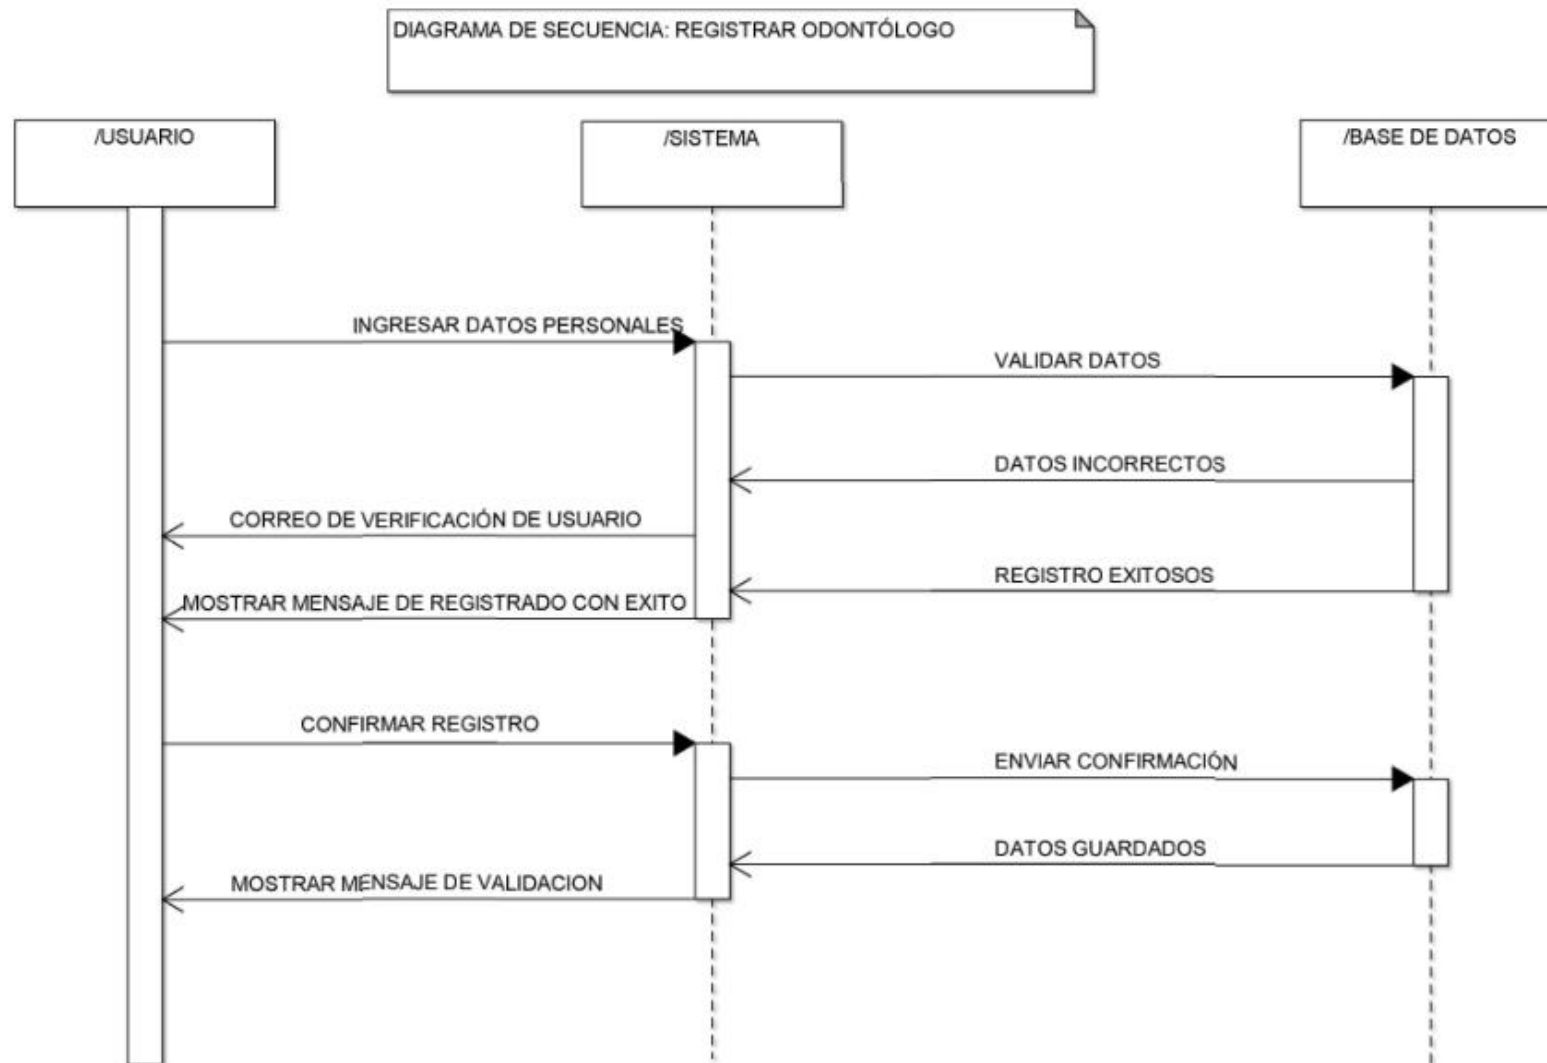 DIAGRAMA DE SECUENCIA: REGISTRAR ODONTÓLOGO
/USUARIO
/SISTEMA
/BASE DE DATOS
INGRESAR DATOS PERSONALES
VALIDAR DATOS
DATOS INCORRECTOS
CORREO DE VERIFICACIÓN DE USUARIO
REGISTRO EXITOSOS
MOSTRAR MENSAJE DE REGISTRADO CON EXITO
CONFIRMAR REGISTRO
ENVIAR CONFIRMACIÓN
DATOS GUARDADOS
MOSTRAR MENSAJE DE VALIDACION